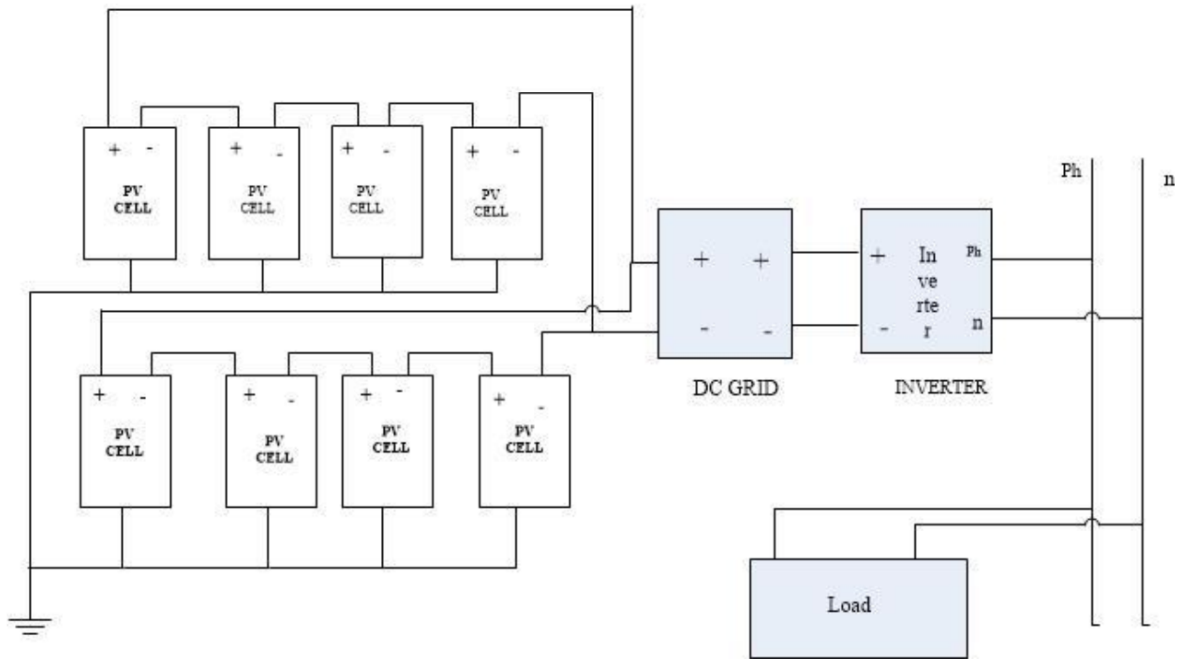 + -
PV
CELL
+ -
PV
CELL
+ -
PV
CELL
+ -
PV
CELL
Ph
n
+ +
- -
DC GRID
+
-
In
ve
rte
r
Ph
n
INVERTER
+ -
PV
CELL
+ -
PV
CELL
+ -
PV
CELL
+ -
PV
CELL
Load